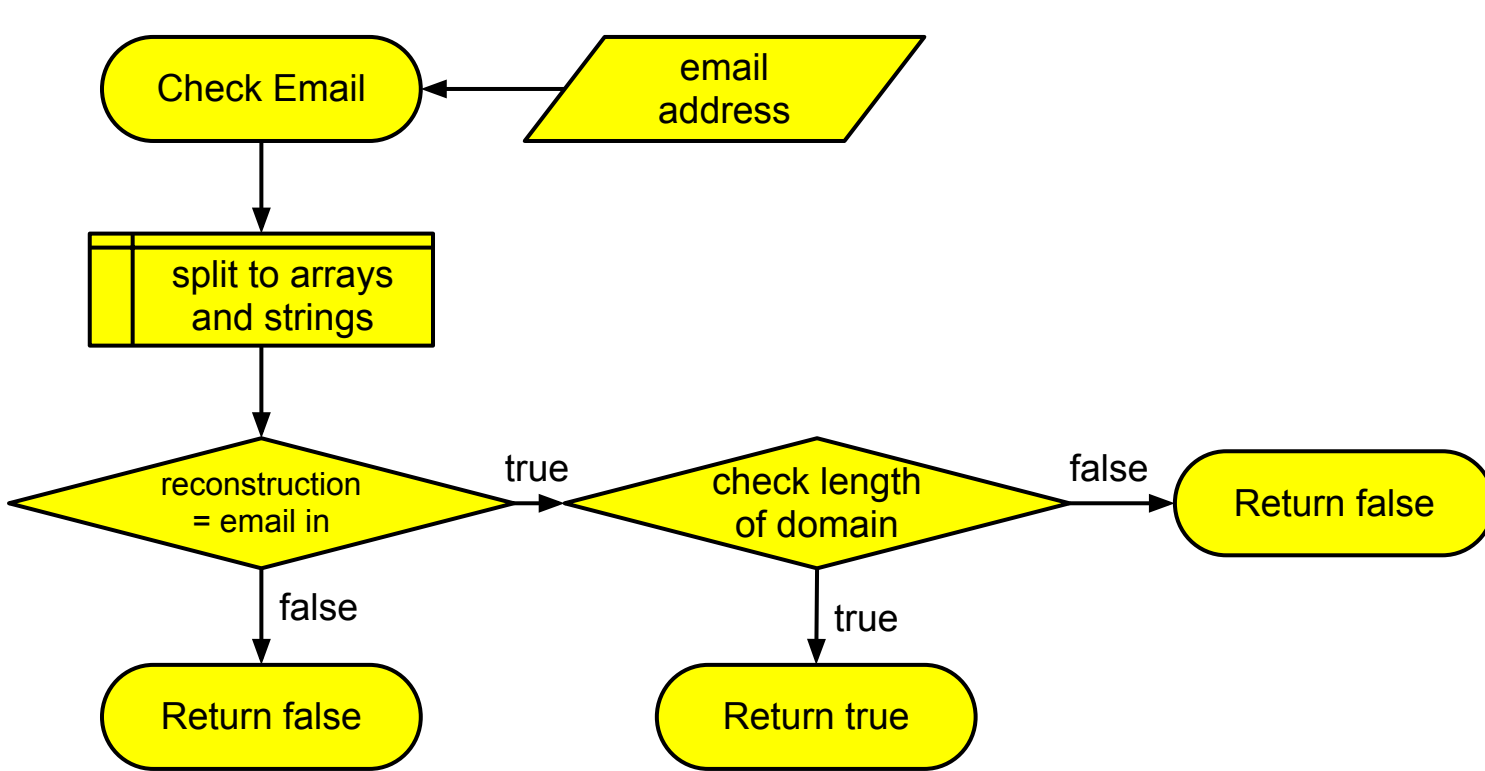 Check Email
email
address
split to arrays
and strings
reconstruction
= email in
true
check length
of domain
false
Return false
false
true
Return false
Return true